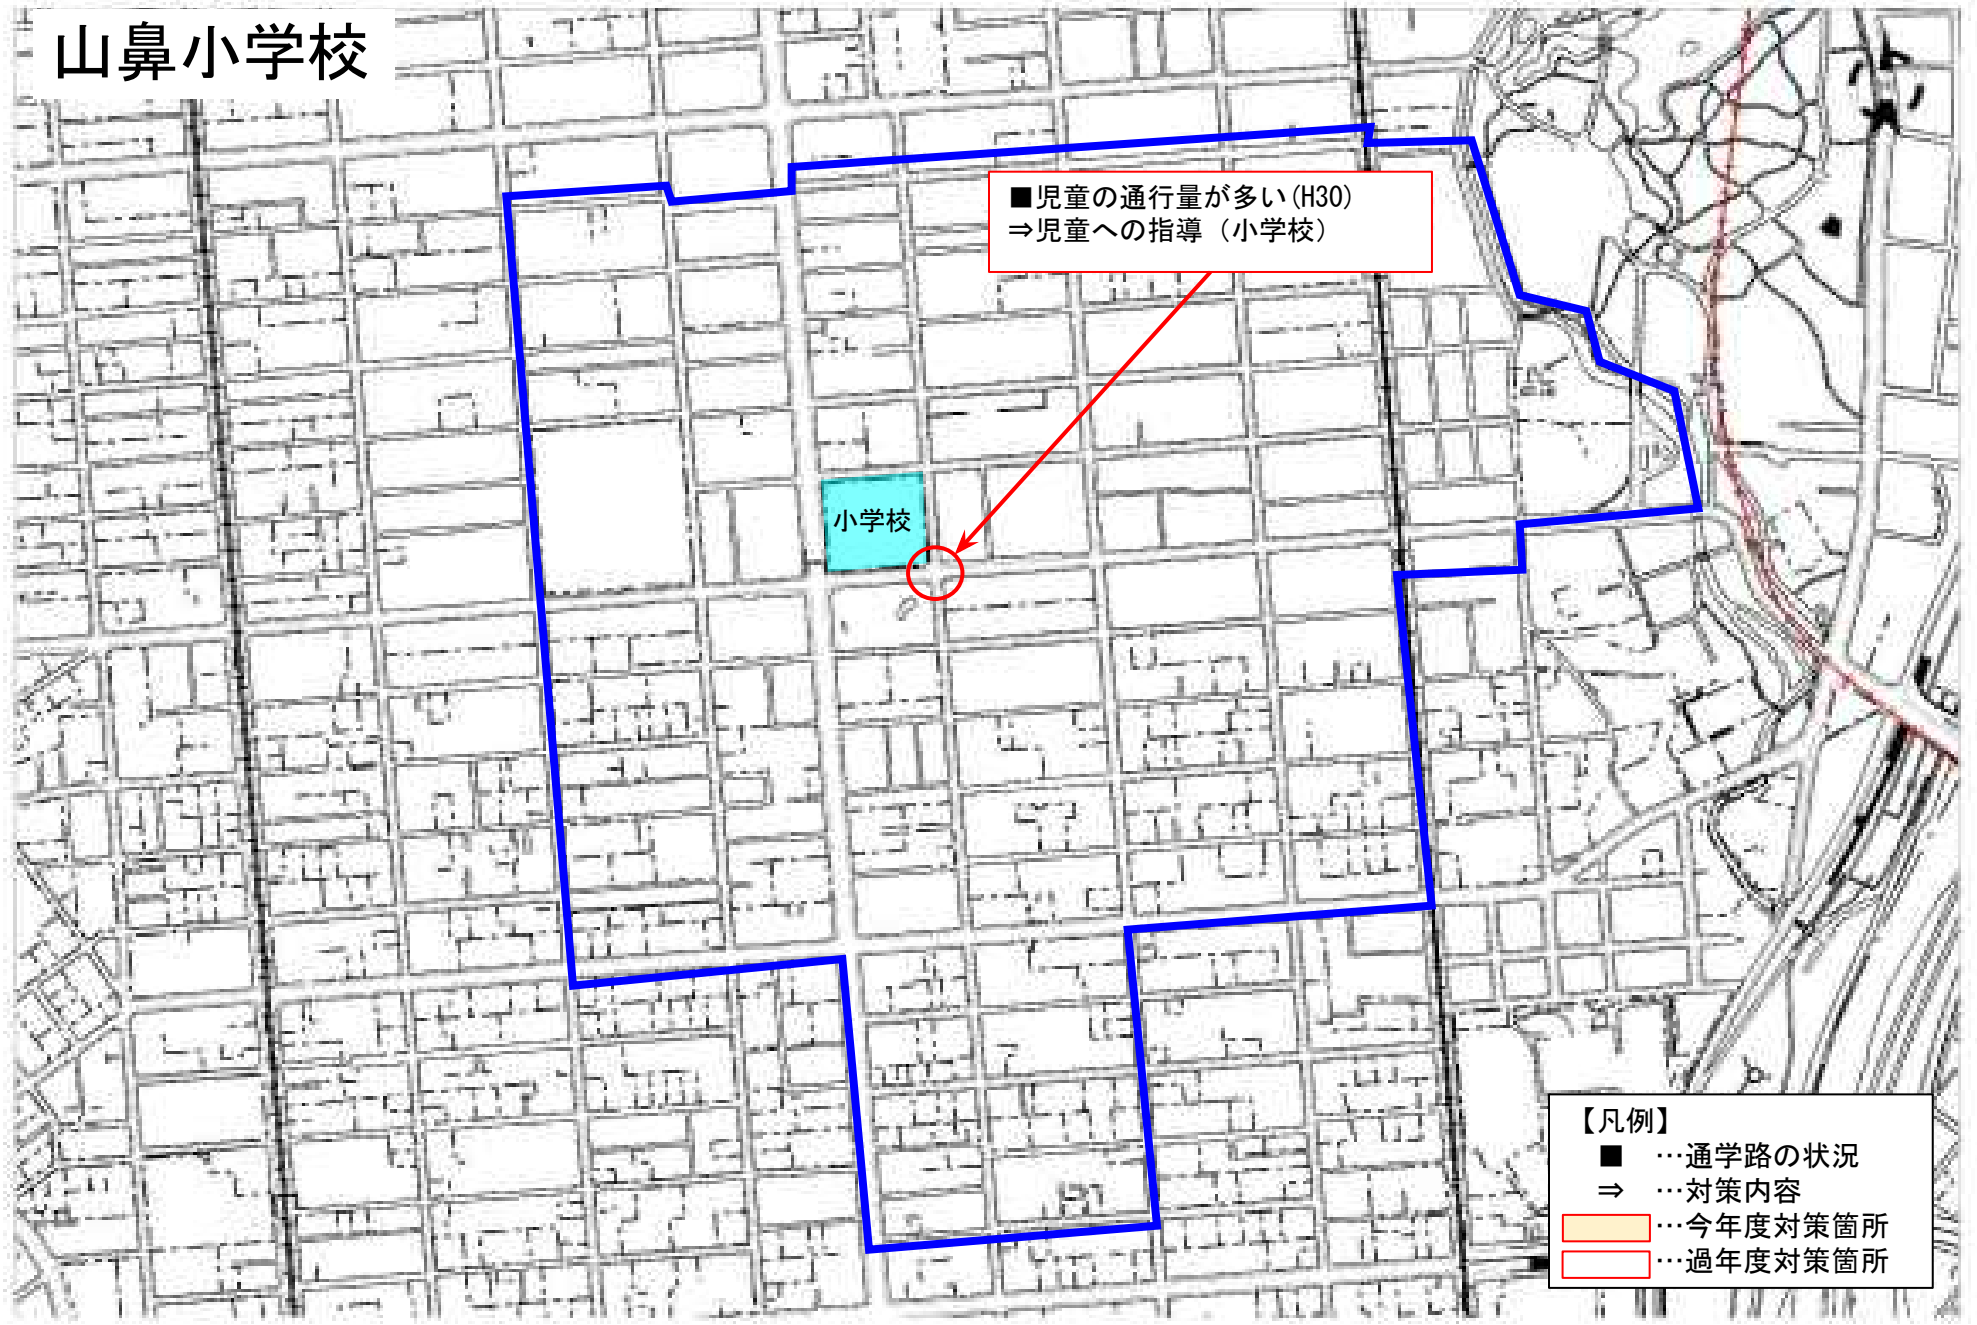 山鼻小学校
■児童の通行量が多い(H30)
⇒児童への指導（小学校）
小学校
【凡例】
■ …通学路の状況
⇒ …対策内容
…今年度対策箇所
…過年度対策箇所